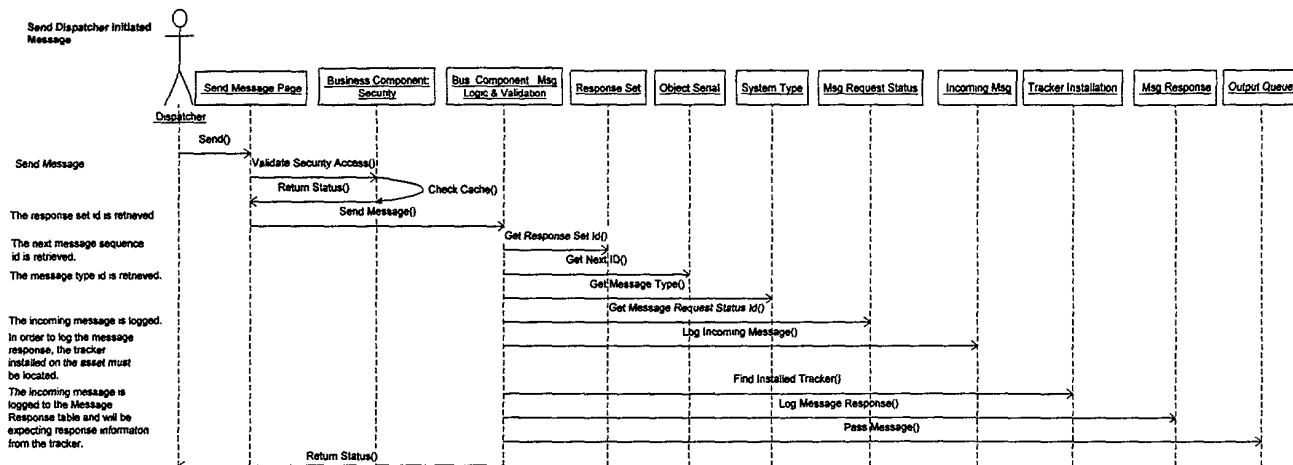 Send Dispatcher Initiated
Message
Dispatcher
Send Message Page
Business Component:
Security
Bus_Component_Msg
Logic & Validation
Response Set
Object Serial
System Type
Msg Request Status
Incoming Msg
Tracker Installation
Msg Response
Output Queue
Send()
Send Message
Validate Security Access()
Return Status()
Check Cache()
The response set id is retrieved
Send Message()
The next message sequence
id is retrieved.
Get Response Set Id()
Get Next ID()
The message type id is retrieved.
Get Message Type()
Get Message Request Status Id()
The incoming message is logged.
Log Incoming Message()
In order to log the message
response, the tracker
installed on the asset must
be located.
Find Installed Tracker()
The incoming message is
logged to the Message
Response table and will be
expecting response informaton
from the tracker.
Log Message Response()
Pass Message()
Return Status()